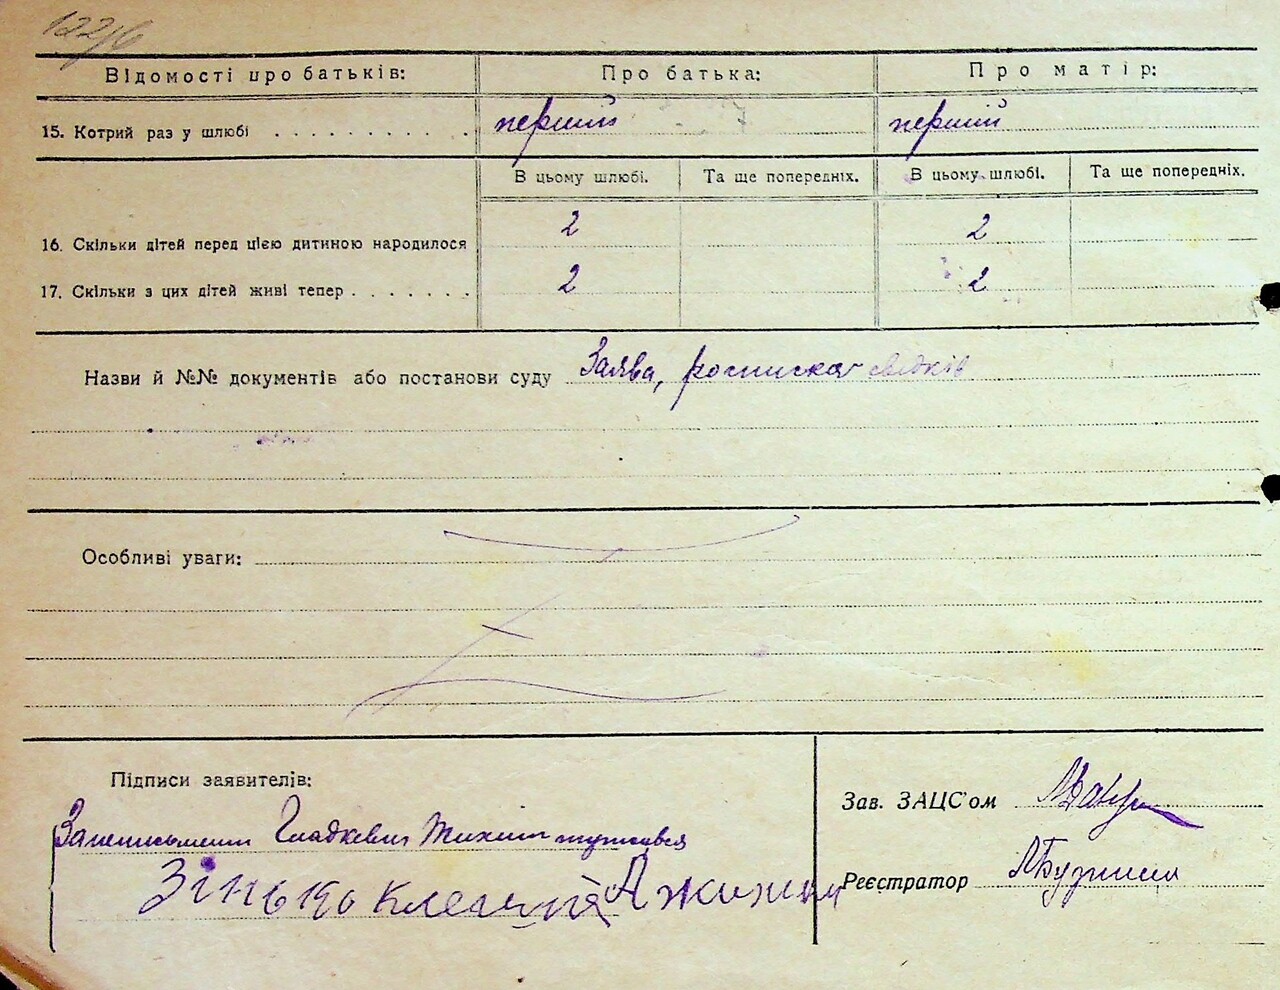 122/6
Відомості про батьків: Про батька: Про матір:
15. Котрий раз у шлюбі перший перший
В цьому шлюбі. Та ще попередніх. В цьому шлюбі. Та ще попередніх.
16. Скільки дітей перед цією дитиною народилося 2 2
17. Скільки з цих дітей живі тепер 2 2
Назви й №№ документів або постанови суду Заява, росписка свідків
Особливі уваги:
Підписи заявителів:
Зав. ЗАЦС'ом
Гладкевич
Реєстратор
Зінько